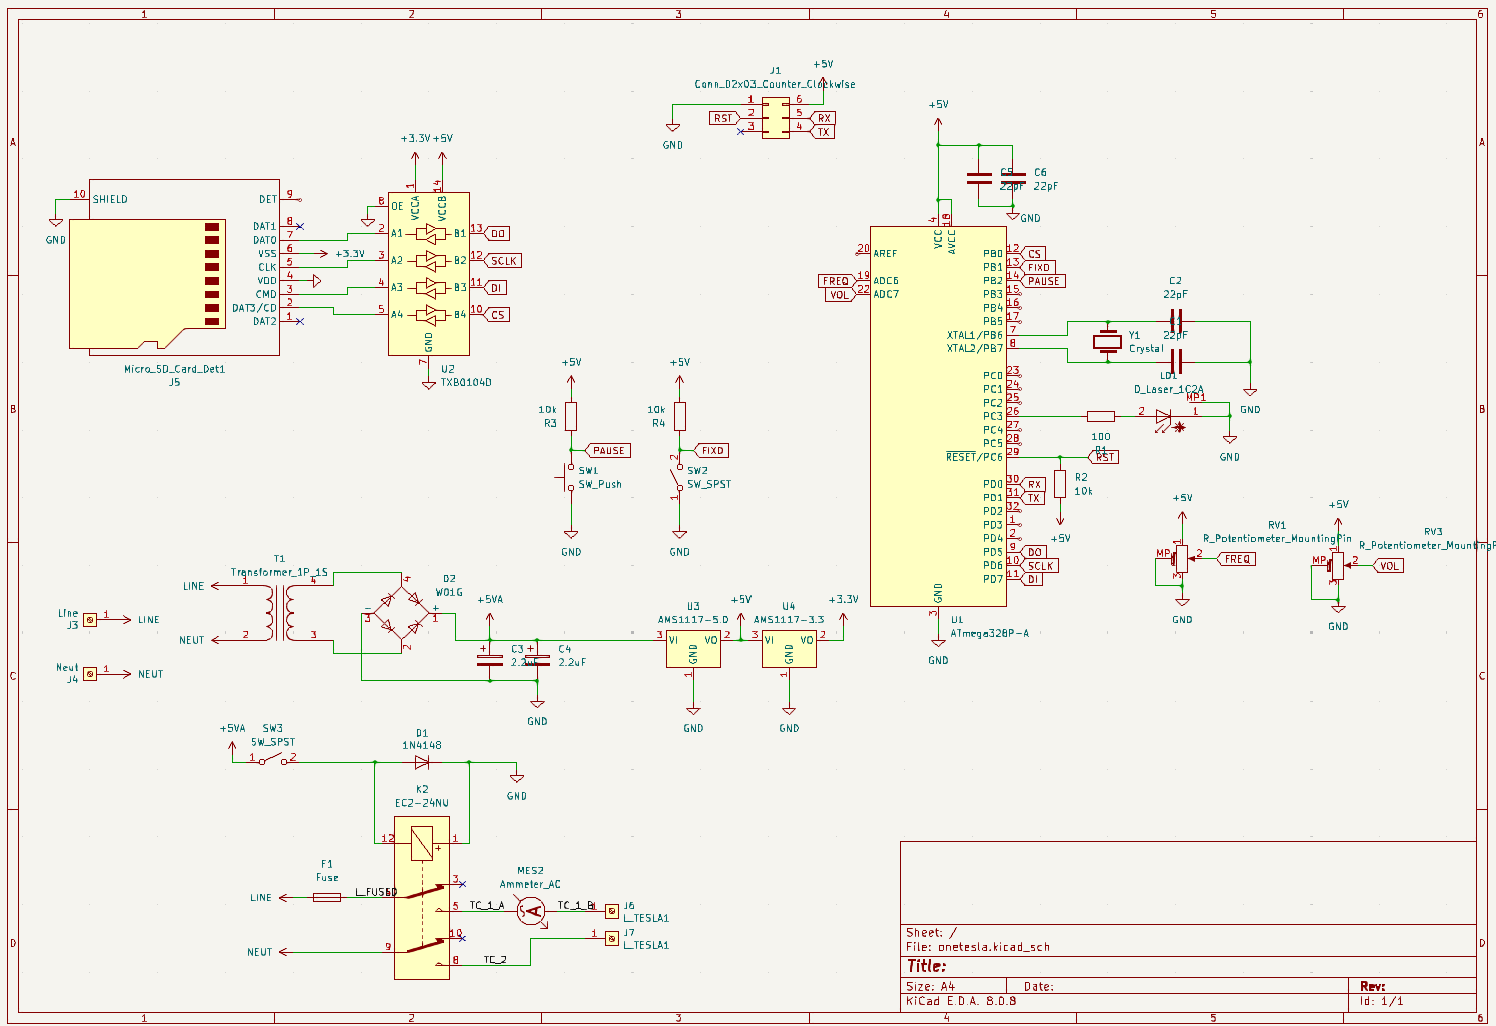 1 2 3 4 5 6
A
B
C
D
A
B
C
D
1 2 3 4 5 6
J1
Conn_02x03_Counter_Clockwise
+5V
GND
1
2
3
6
5
4
RST
RX
TX
10
SHIELD
GND
DET 9
DAT1 8
DAT0 7
VSS 6
CLK 5
VDD 4
CMD 3
DAT3/CD 2
DAT2 1
+3.3V
Micro_SD_Card_Det1
J5
+3.3V +5V
1
14
VCCA
VCCB
8 OE
2 A1 B1 13 DO
3 A2 B2 12 SCLK
4 A3 B3 11 DI
5 A4 B4 10 CS
GND
7
U2
TXB0104D
+5V
10k
R3
PAUSE
SW1
SW_Push
GND
+5V
10k
R4
FIXD
2
SW2
SW_SPST
1
GND
+5V
C5
22pF
C6
22pF
GND
4
18
VCC
AVCC
20 AREF
FREQ 19 ADC6
VOL 22 ADC7
PB0 12 CS
PB1 13 FIXD
PB2 14 PAUSE
PB3 15
PB4 16
PB5 17
XTAL1/PB6 7
XTAL2/PB7 8
PC0 23
PC1 24
PC2 25
PC3 26
PC4 27
PC5 28
RESET/PC6 29
PD0 30 RX
PD1 31 TX
PD2 32
PD3 1
PD4 2
PD5 9 DO
PD6 10 SCLK
PD7 11 DI
GND
3
U1
ATmega328P-A
GND
C2
22pF
22pF
Y1
Crystal
GND
LD1
D_Laser_1C2A
MP1
2
1
100
R1
GND
RST
R2
10k
+5V
+5V
RV1
R_Potentiometer_MountingPin
MP
1
2
3
FREQ
GND
+5V
RV3
R_Potentiometer_MountingP
MP
1
2
3
VOL
GND
T1
Transformer_1P_1S
LINE 1
4
NEUT 2
3
Line
J3
1
LINE
Neut
J4
1
NEUT
D2
W01G
4
-
3
+
1
2
+5VA
C3
2.2uF
C4
2.2uF
GND
U3
AMS1117-5.0
3 VI VO 2
GND
1
GND
+5V
U4
AMS1117-3.3
3 VI VO 2
GND
1
GND
+3.3V
+5VA
SW3
SW_SPST
1 2
D1
1N4148
GND
K2
EC2-24NU
12
1
+
F1
Fuse
LINE
L_FUSED
3
5
TC_1_A
MES2
Ammeter_AC
A
TC_1_B
1
J6
L_TESLA1
10
NEUT
9
8
TC_2
1
J7
L_TESLA1
Sheet: /
File: onetesla.kicad_sch
Title:
Size: A4 Date: Rev:
KiCad E.D.A. 8.0.8 Id: 1/1